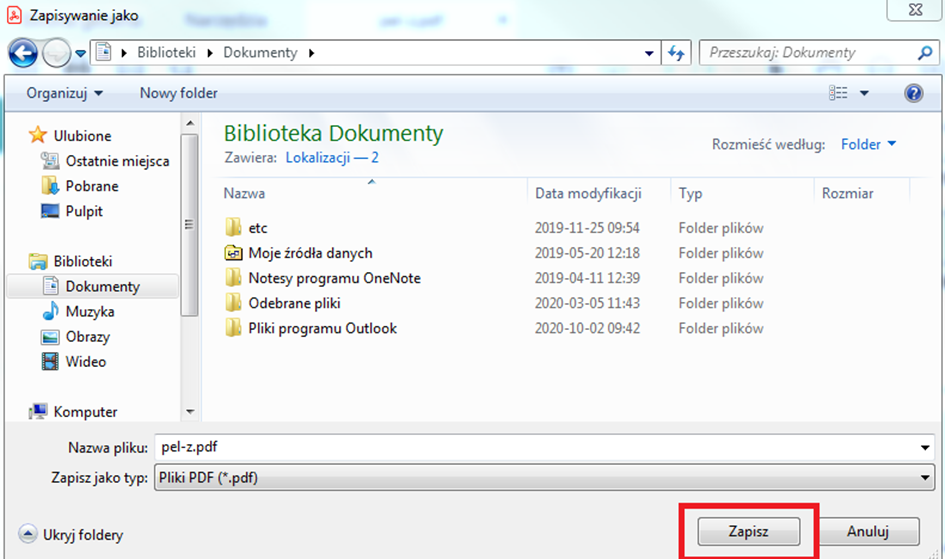 Zapisywanie jako
Biblioteki Dokumenty
Przeszukaj: Dokumenty
Organizuj Nowy folder
Biblioteka Dokumenty
Zawiera: Lokalizacji — 2
Rozmieść według: Folder
Nazwa Data modyfikacji Typ Rozmiar
etc 2019-11-25 09:54 Folder plików
Moje źródła danych 2019-05-20 12:18 Folder plików
Notesy programu OneNote 2019-04-11 12:39 Folder plików
Odebrane pliki 2020-03-05 11:43 Folder plików
Pliki programu Outlook 2020-10-02 09:42 Folder plików
Ulubione
Ostatnie miejsca
Pobrane
Pulpit
Biblioteki
Dokumenty
Muzyka
Obrazy
Wideo
Komputer
Nazwa pliku: pel-z.pdf
Zapisz jako typ: Pliki PDF (*.pdf)
Ukryj foldery
Zapisz Anuluj